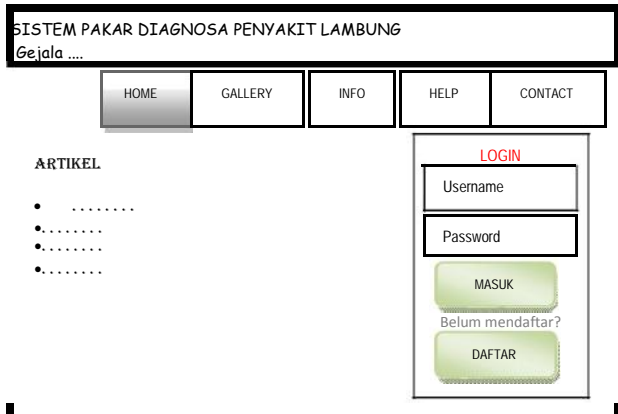 SISTEM PAKAR DIAGNOSA PENYAKIT LAMBUNG
Gejala ....
HOME GALLERY INFO HELP CONTACT
ARTIKEL
• ........
•........
•........
•........
LOGIN
Username
Password
MASUK
Belum mendaftar?
DAFTAR